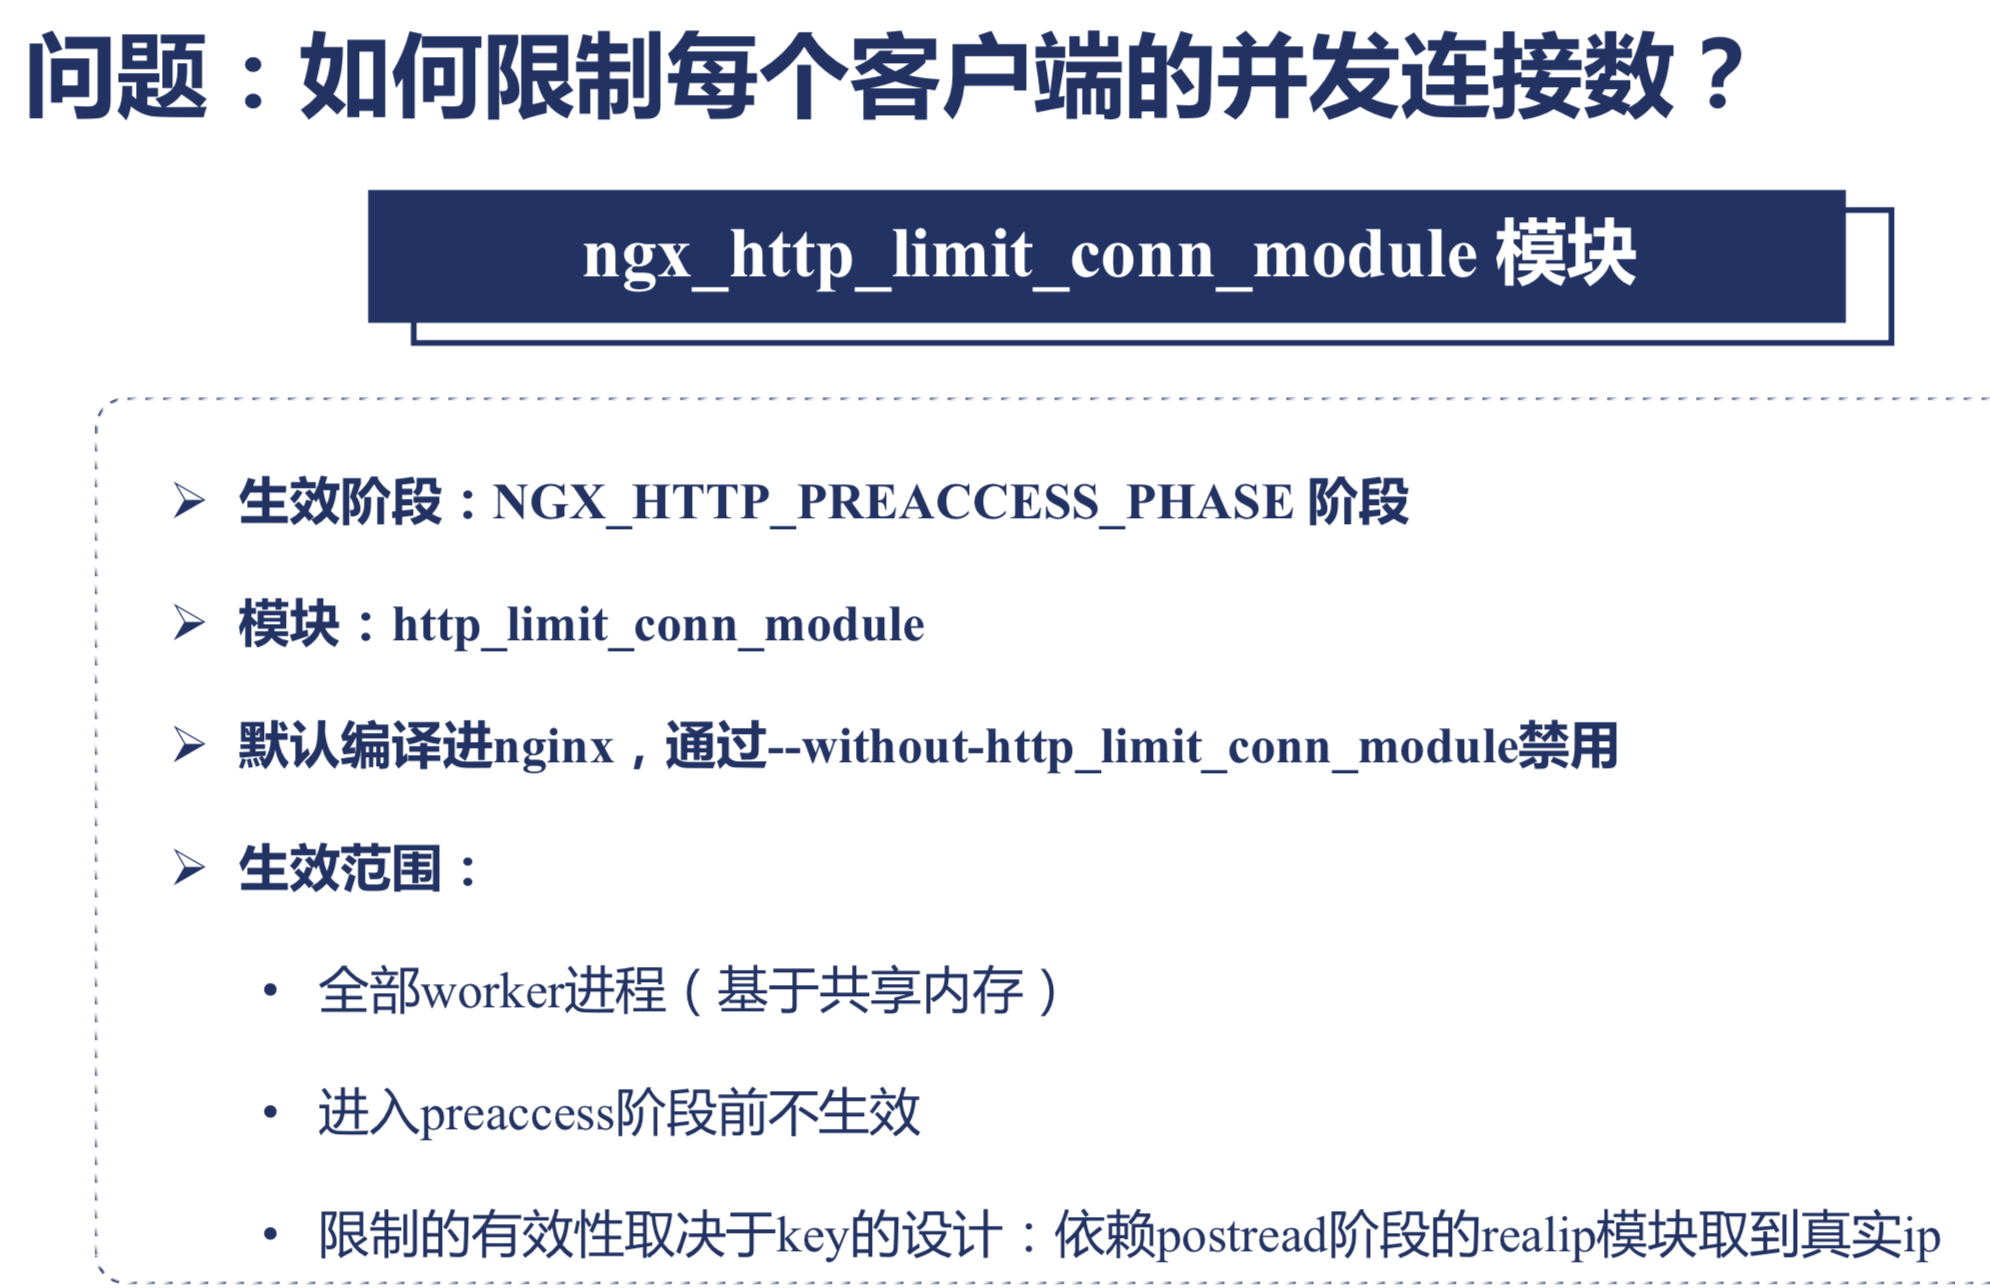 问题：如何限制每个客户端的并发连接数？
ngx_http_limit_conn_module 模块
➢ 生效阶段：NGX_HTTP_PREACCESS_PHASE 阶段
➢ 模块：http_limit_conn_module
➢ 默认编译进nginx，通过--without-http_limit_conn_module禁用
➢ 生效范围：
• 全部worker进程（基于共享内存）
• 进入preaccess阶段前不生效
• 限制的有效性取决于key的设计：依赖postread阶段的realip模块取到真实ip